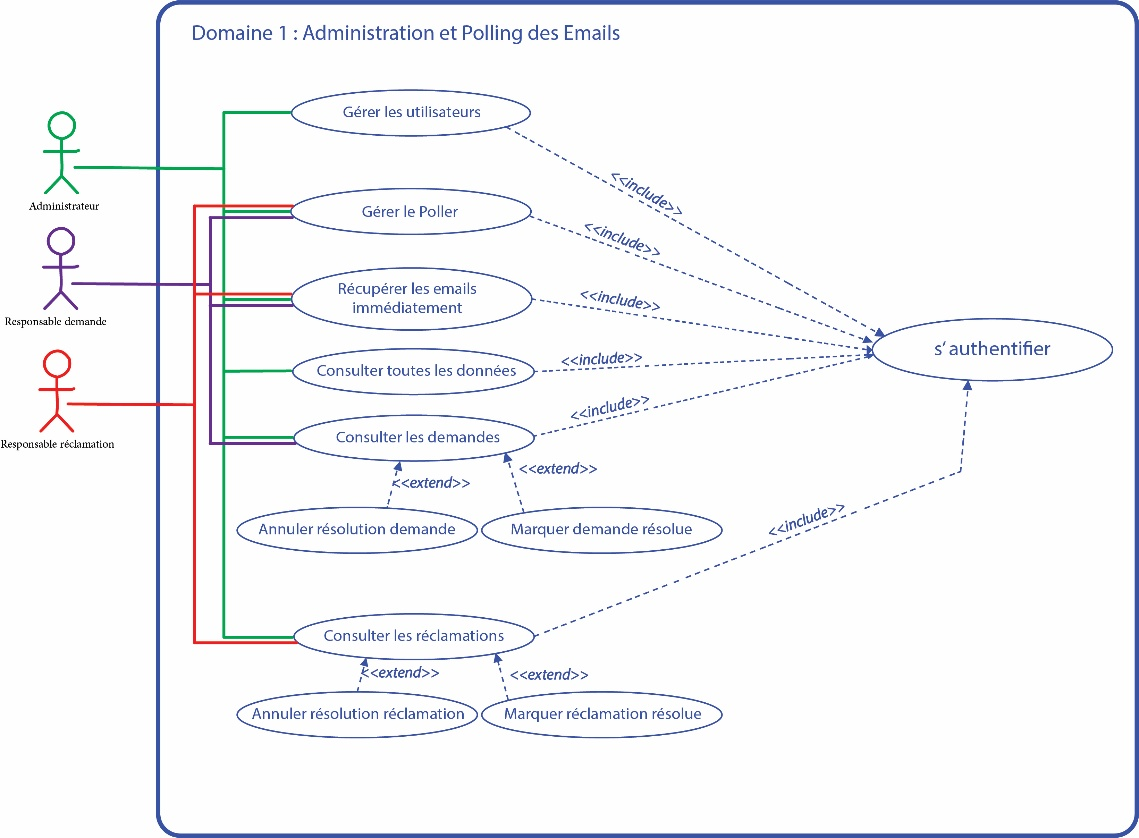 Domaine 1 : Administration et Polling des Emails
Gérer les utilisateurs
<<include>>
Administrateur
Gérer le Poller
<<include>>
Récupérer les emails
immédiatement
<<include>>
Responsable demande
s' authentifier
Consulter toutes les données
<<include>>
<<include>>
Consulter les demandes
Responsable réclamation
<<extend>>
<<extend>>
Annuler résolution demande
Marquer demande résolue
<<include>>
Consulter les réclamations
<<extend>>
<<extend>>
Annuler résolution réclamation
Marquer réclamation résolue